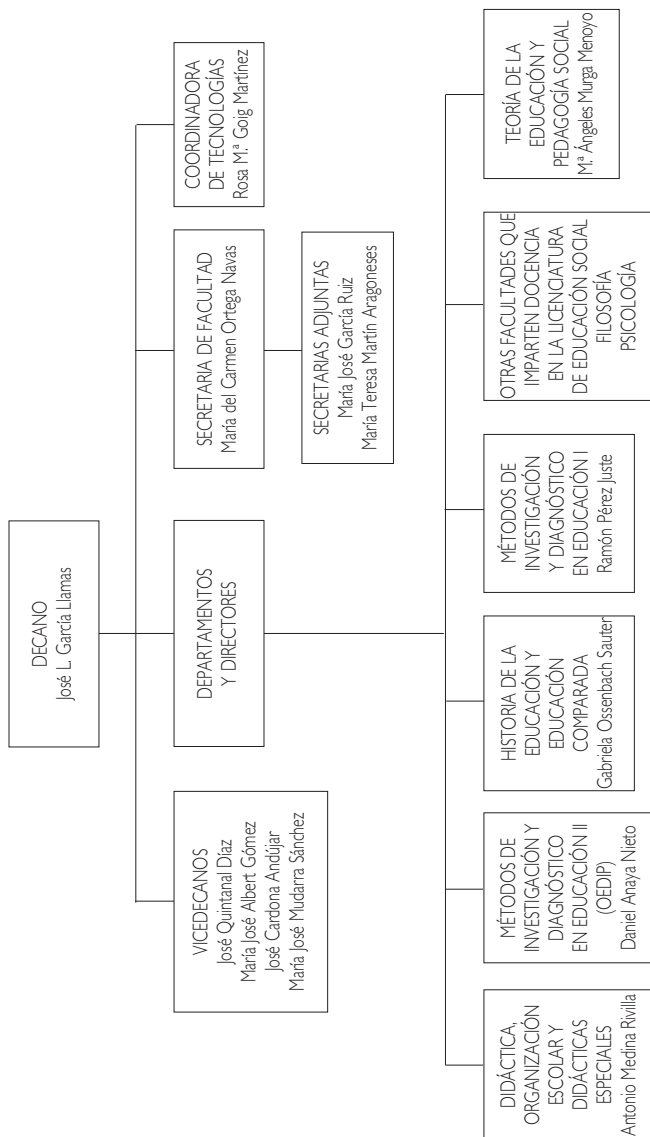 DECANO
José L. García Llamas
VICEDECANOS
José Quintanal Díaz
María José Albert Gómez
José Cardona Andújar
María José Mudarra Sánchez
DEPARTAMENTOS
Y DIRECTORES
SECRETARIA DE FACULTAD
María del Carmen Ortega Navas
COORDINADORA
DE TECNOLOGÍAS
Rosa M.ª Goig Martínez
SECRETARIAS ADJUNTAS
María José García Ruiz
María Teresa Martín Aragoneses
DIDÁCTICA,
ORGANIZACIÓN
ESCOLAR Y
DIDÁCTICAS
ESPECIALES
Antonio Medina Rivilla
MÉTODOS DE
INVESTIGACIÓN Y
DIAGNÓSTICO
EN EDUCACIÓN II
(OEDIP)
Daniel Anaya Nieto
HISTORIA DE LA
EDUCACIÓN Y
EDUCACIÓN
COMPARADA
Gabriela Ossenbach Sauter
MÉTODOS DE
INVESTIGACIÓN
Y DIAGNÓSTICO
EN EDUCACIÓN I
Ramón Pérez Juste
OTRAS FACULTADES QUE
IMPARTEN DOCENCIA
EN LA LICENCIATURA
DE EDUCACIÓN SOCIAL
FILOSOFÍA
PSICOLOGÍA
TEORÍA DE LA
EDUCACIÓN Y
PEDAGOGÍA SOCIAL
M.ª Ángeles Murga Menoyo